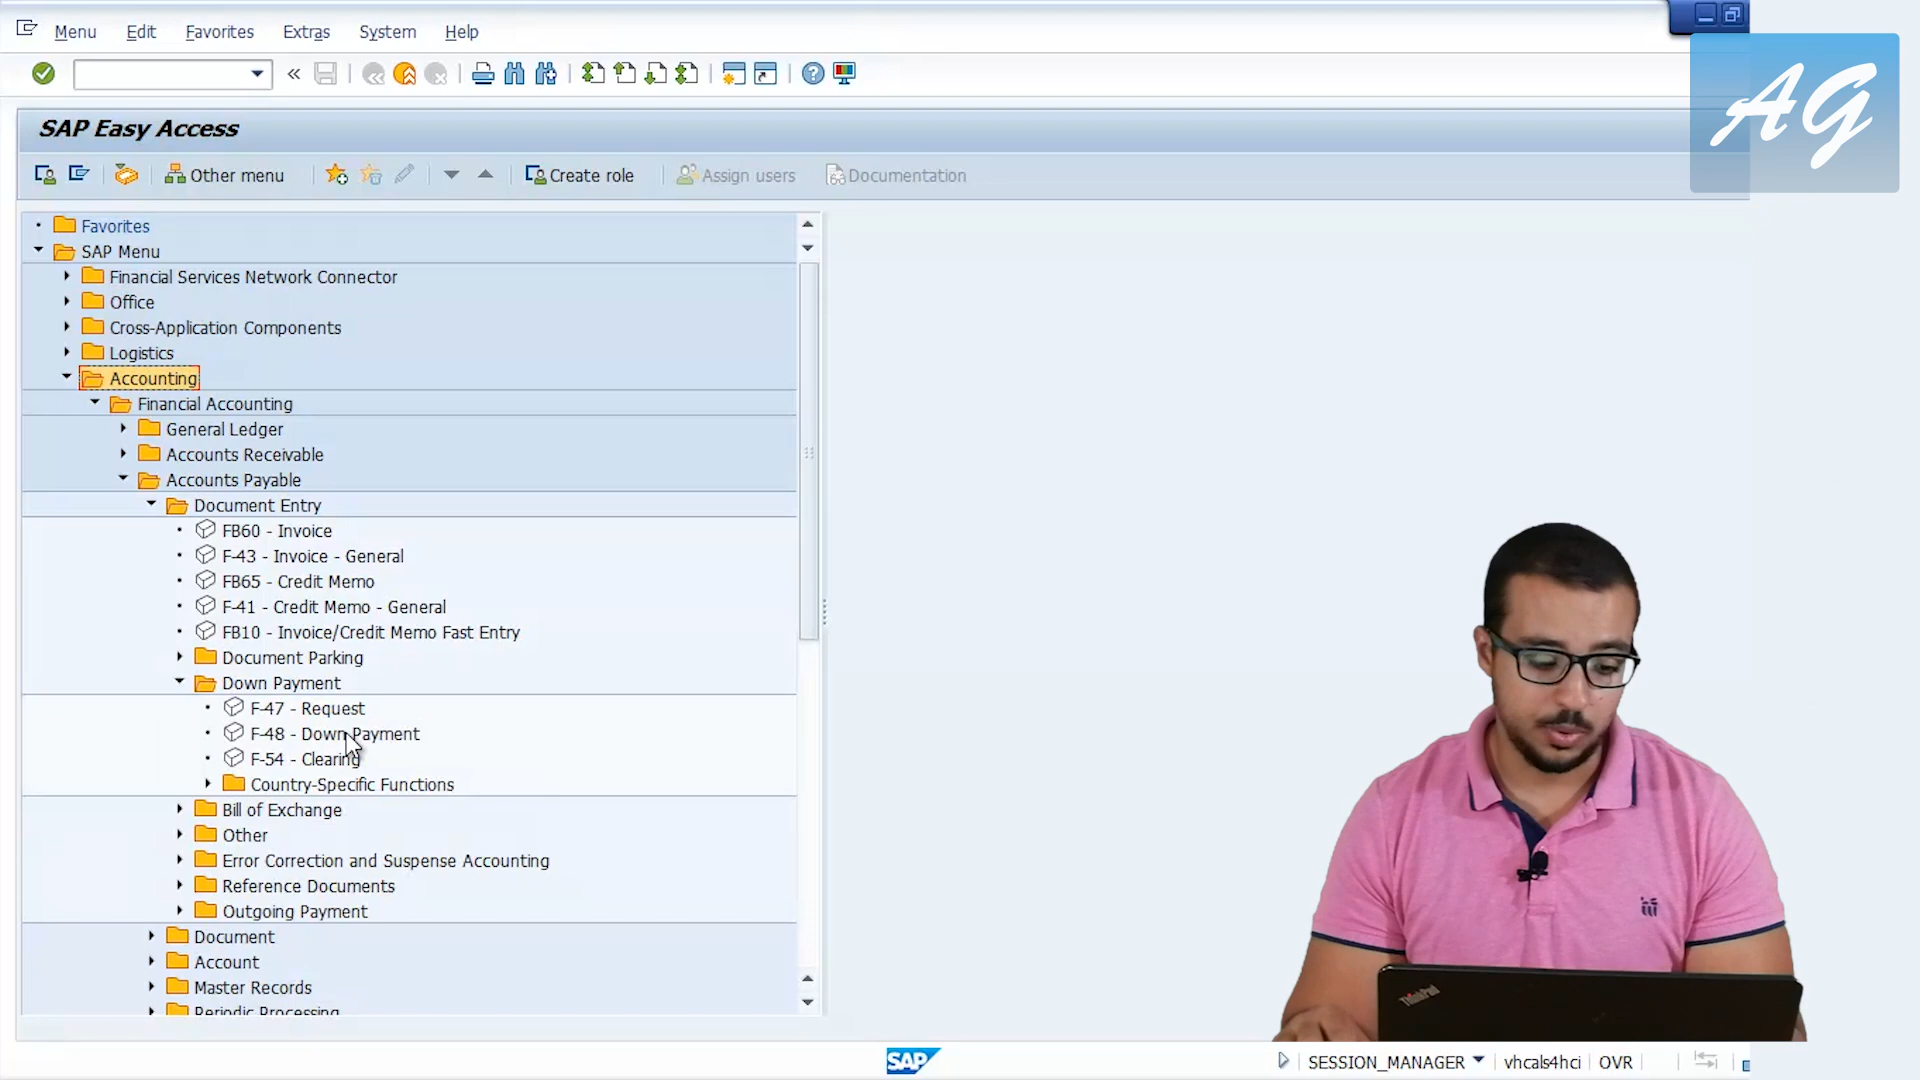 Menu Edit Favorites Extras System Help
AG
SAP Easy Access
Other menu Create role Assign users Documentation
Favorites
SAP Menu
Financial Services Network Connector
Office
Cross-Application Components
Logistics
Accounting
Financial Accounting
General Ledger
Accounts Receivable
Accounts Payable
Document Entry
FB60 - Invoice
F-43 - Invoice - General
FB65 - Credit Memo
F-41 - Credit Memo - General
FB10 - Invoice/Credit Memo Fast Entry
Document Parking
Down Payment
F-47 - Request
F-48 - Down Payment
F-54 - Clearing
Country-Specific Functions
Bill of Exchange
Other
Error Correction and Suspense Accounting
Reference Documents
Outgoing Payment
Document
Account
Master Records
Periodic Processing
ThinkPad
SAP SESSION_MANAGER vhcals4hci OVR